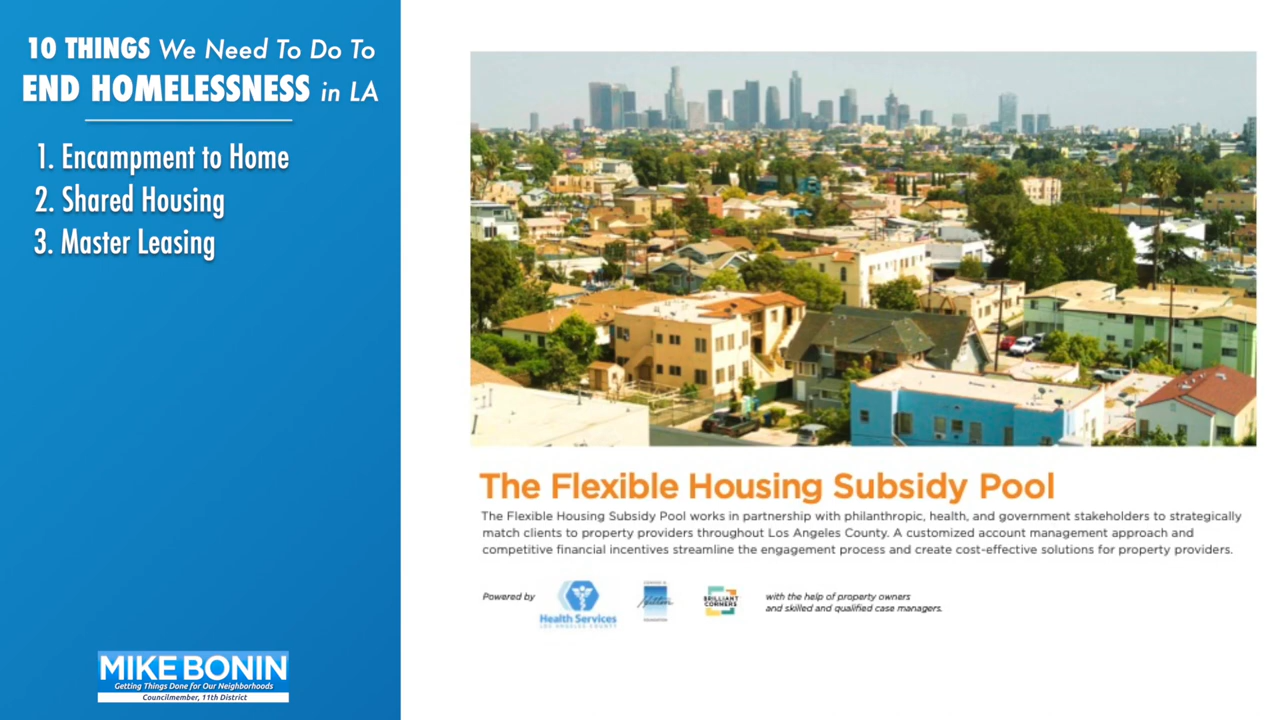 10 THINGS We Need To Do To
END HOMELESSNESS in LA
1. Encampment to Home
2. Shared Housing
3. Master Leasing
MIKE BONIN
Getting Things Done for Our Neighborhoods
Councilmember, 11th District
The Flexible Housing Subsidy Pool
The Flexible Housing Subsidy Pool works in partnership with philanthropic, health, and government stakeholders to strategically
match clients to property providers throughout Los Angeles County. A customized account management approach and
competitive financial incentives streamline the engagement process and create cost-effective solutions for property providers.
Powered by
Health Services
LOS ANGELES COUNTY
Hilton
FOUNDATION
BRILLIANT
CORNERS
with the help of property owners
and skilled and qualified case managers.